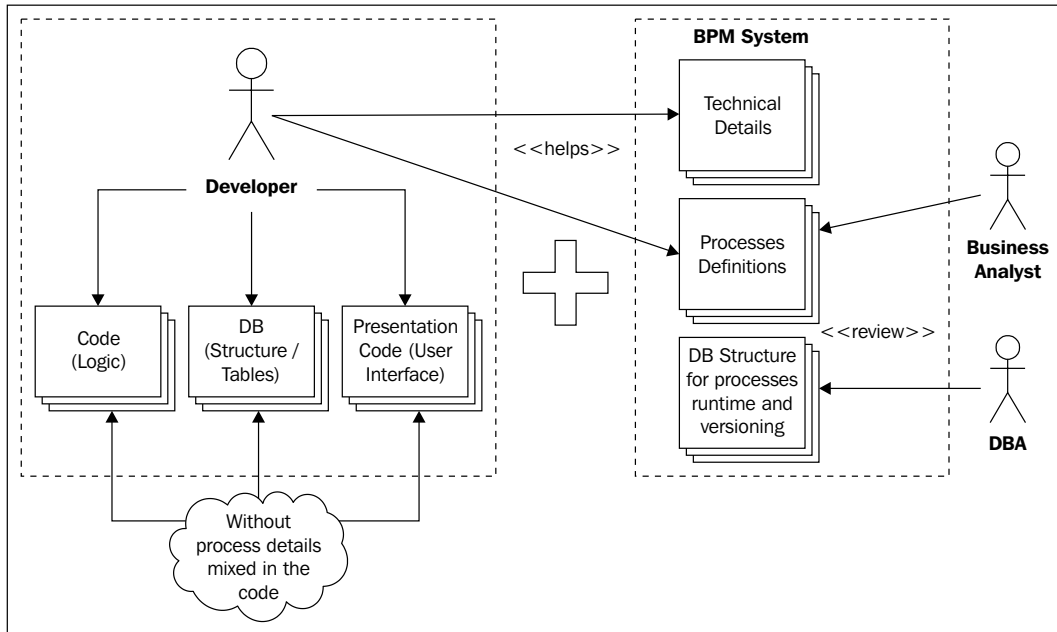 BPM System
Technical
Details
<<helps>>
Developer
Processes
Definitions
Business
Analyst
Code
(Logic)
DB
(Structure /
Tables)
Presentation
Code (User
Interface)
<<review>>
DB Structure
for processes
runtime and
versioning
DBA
Without
process details
mixed in the
code